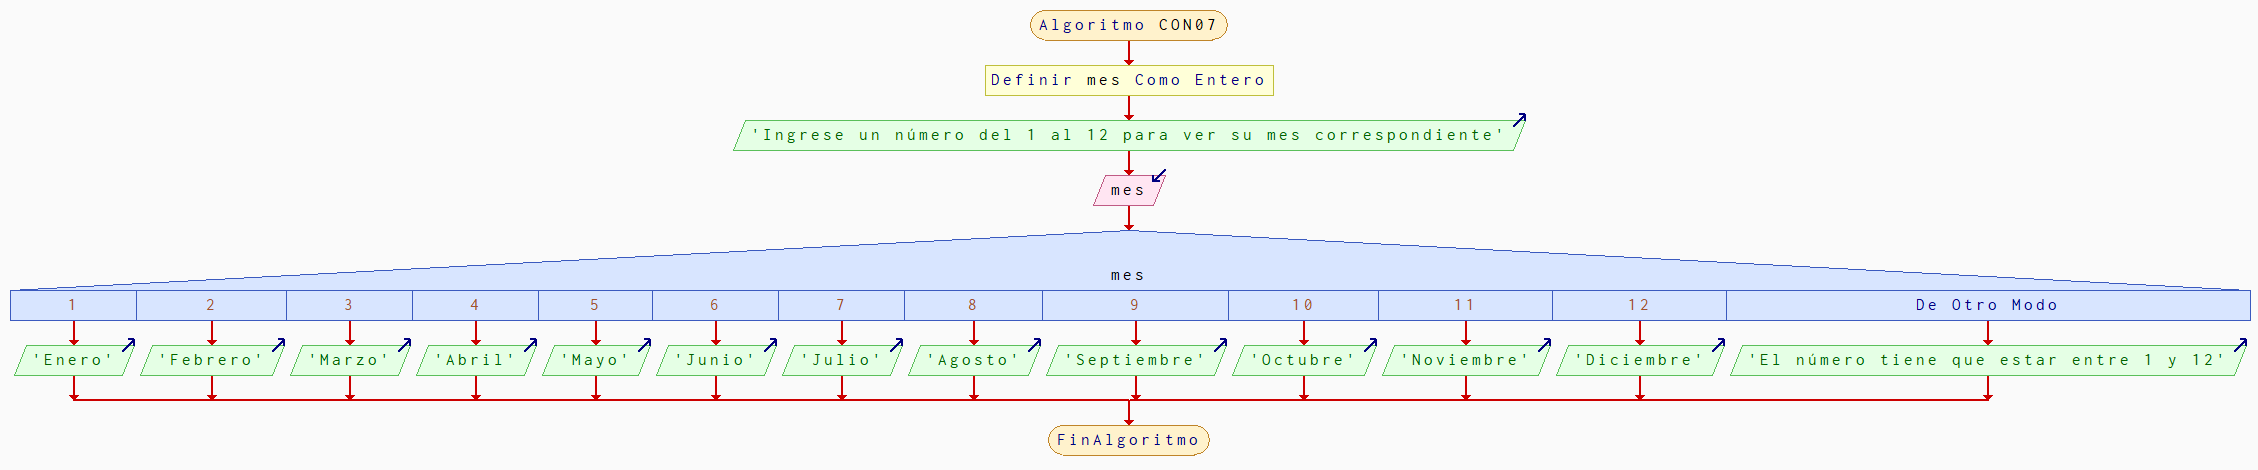 Algoritmo CON07
Definir mes Como Entero
'Ingrese un número del 1 al 12 para ver su mes correspondiente'
mes
mes
1 2 3 4 5 6 7 8 9 10 11 12 De Otro Modo
'Enero' 'Febrero' 'Marzo' 'Abril' 'Mayo' 'Junio' 'Julio' 'Agosto' 'Septiembre' 'Octubre' 'Noviembre' 'Diciembre' 'El número tiene que estar entre 1 y 12'
FinAlgoritmo